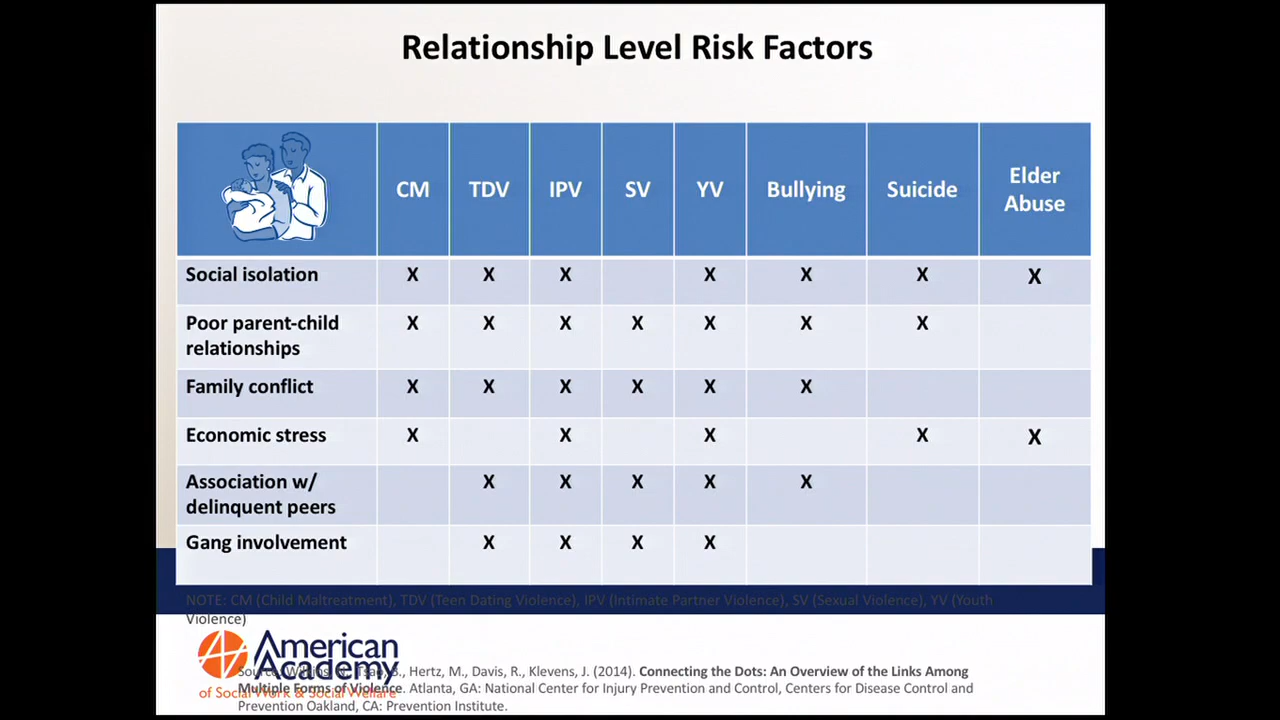 Relationship Level Risk Factors
CM TDV IPV SV YV Bullying Suicide Elder Abuse
Social isolation X X X X X X X
Poor parent-child
relationships X X X X X X X
Family conflict X X X X X X
Economic stress X X X X X
Association w/
delinquent peers X X X X X
Gang involvement X X X X
NOTE: CM (Child Maltreatment), TDV (Teen Dating Violence), IPV (Intimate Partner Violence), SV (Sexual Violence), YV (Youth
Violence)
American
Academy
of Social Work & Social Welfare
Hertz, M., Davis, R., Klevens, J. (2014). Connecting the Dots: An Overview of the Links Among
Multiple Forms of Violence. Atlanta, GA: National Center for Injury Prevention and Control, Centers for Disease Control and
Prevention Oakland, CA: Prevention Institute.